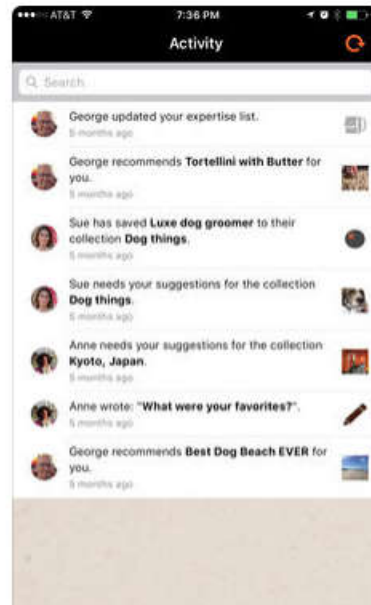 AT&T
7:36 PM
Activity
Search
George updated your expertise list.
5 months ago
George recommends Tortellini with Butter for
you.
5 months ago
Sue has saved Luxe dog groomer to their
collection Dog things.
5 months ago
Sue needs your suggestions for the collection
Dog things.
5 months ago
Anne needs your suggestions for the collection
Kyoto, Japan.
5 months ago
Anne wrote: "What were your favorites?".
5 months ago
George recommends Best Dog Beach EVER for
you.
5 months ago